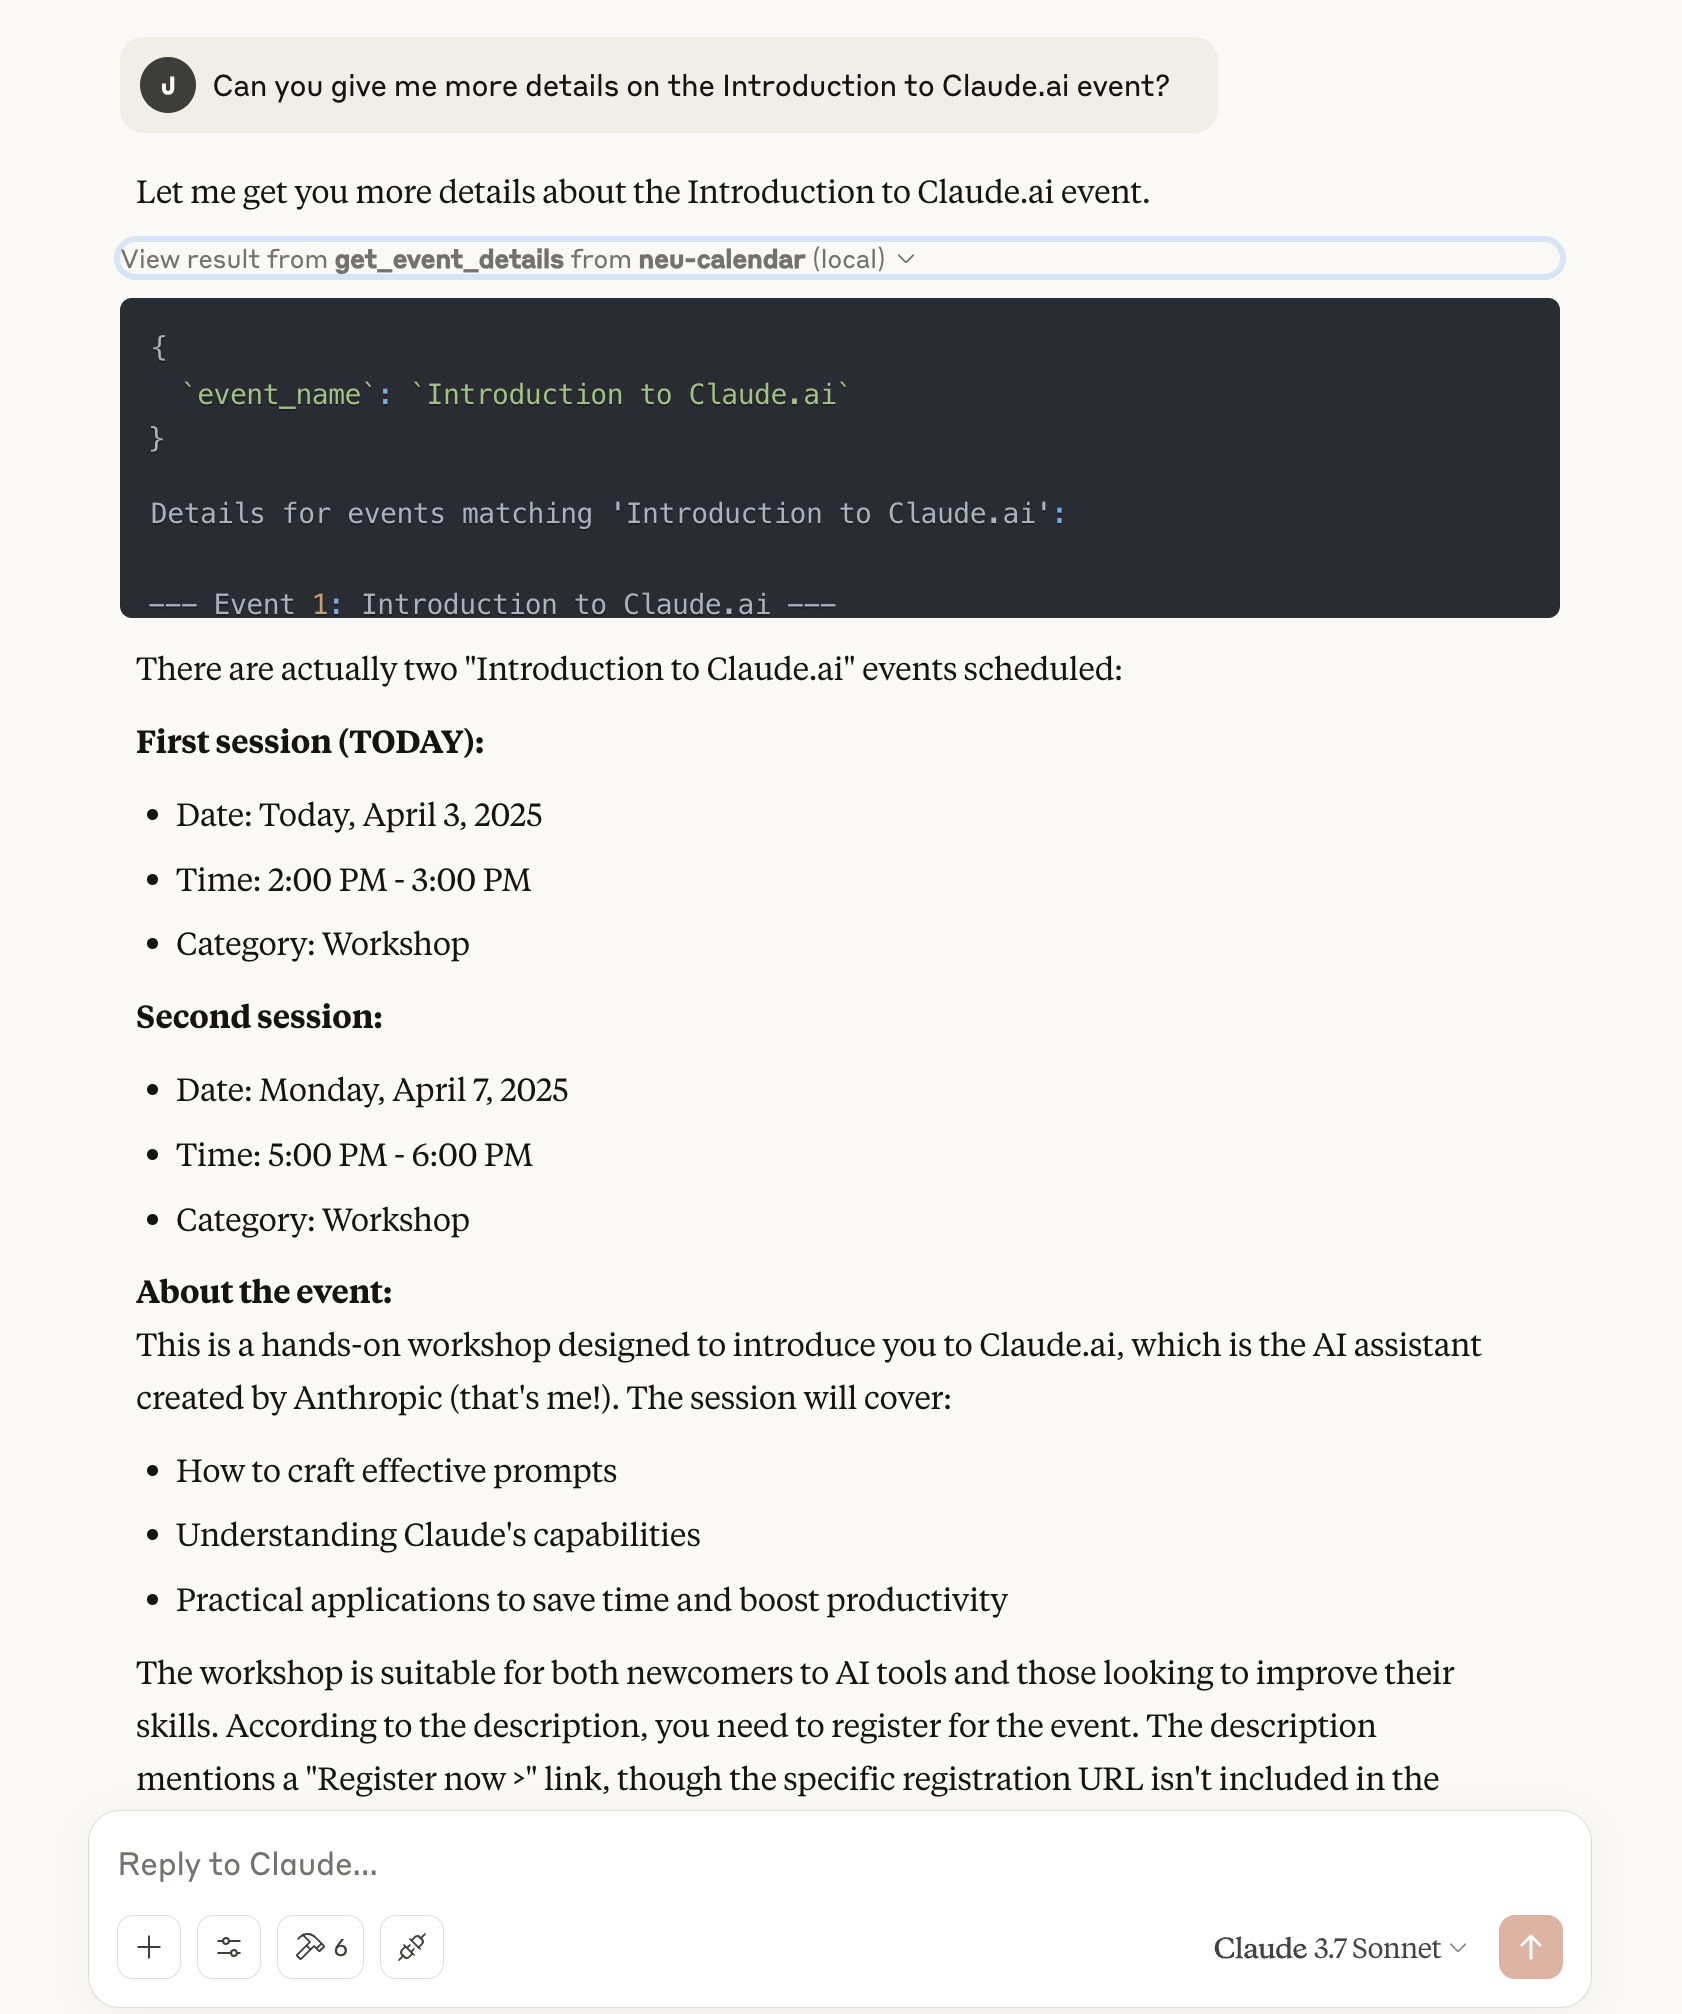 J
Can you give me more details on the Introduction to Claude.ai event?
Let me get you more details about the Introduction to Claude.ai event.
View result from get_event_details from neu-calendar (local)
{
`event_name`: `Introduction to Claude.ai`
}
Details for events matching 'Introduction to Claude.ai':
--- Event 1: Introduction to Claude.ai ---
There are actually two "Introduction to Claude.ai" events scheduled:
First session (TODAY):
• Date: Today, April 3, 2025
• Time: 2:00 PM - 3:00 PM
• Category: Workshop
Second session:
• Date: Monday, April 7, 2025
• Time: 5:00 PM - 6:00 PM
• Category: Workshop
About the event:
This is a hands-on workshop designed to introduce you to Claude.ai, which is the AI assistant
created by Anthropic (that's me!). The session will cover:
• How to craft effective prompts
• Understanding Claude's capabilities
• Practical applications to save time and boost productivity
The workshop is suitable for both newcomers to AI tools and those looking to improve their
skills. According to the description, you need to register for the event. The description
mentions a "Register now >" link, though the specific registration URL isn't included in the
Reply to Claude...
6
Claude 3.7 Sonnet